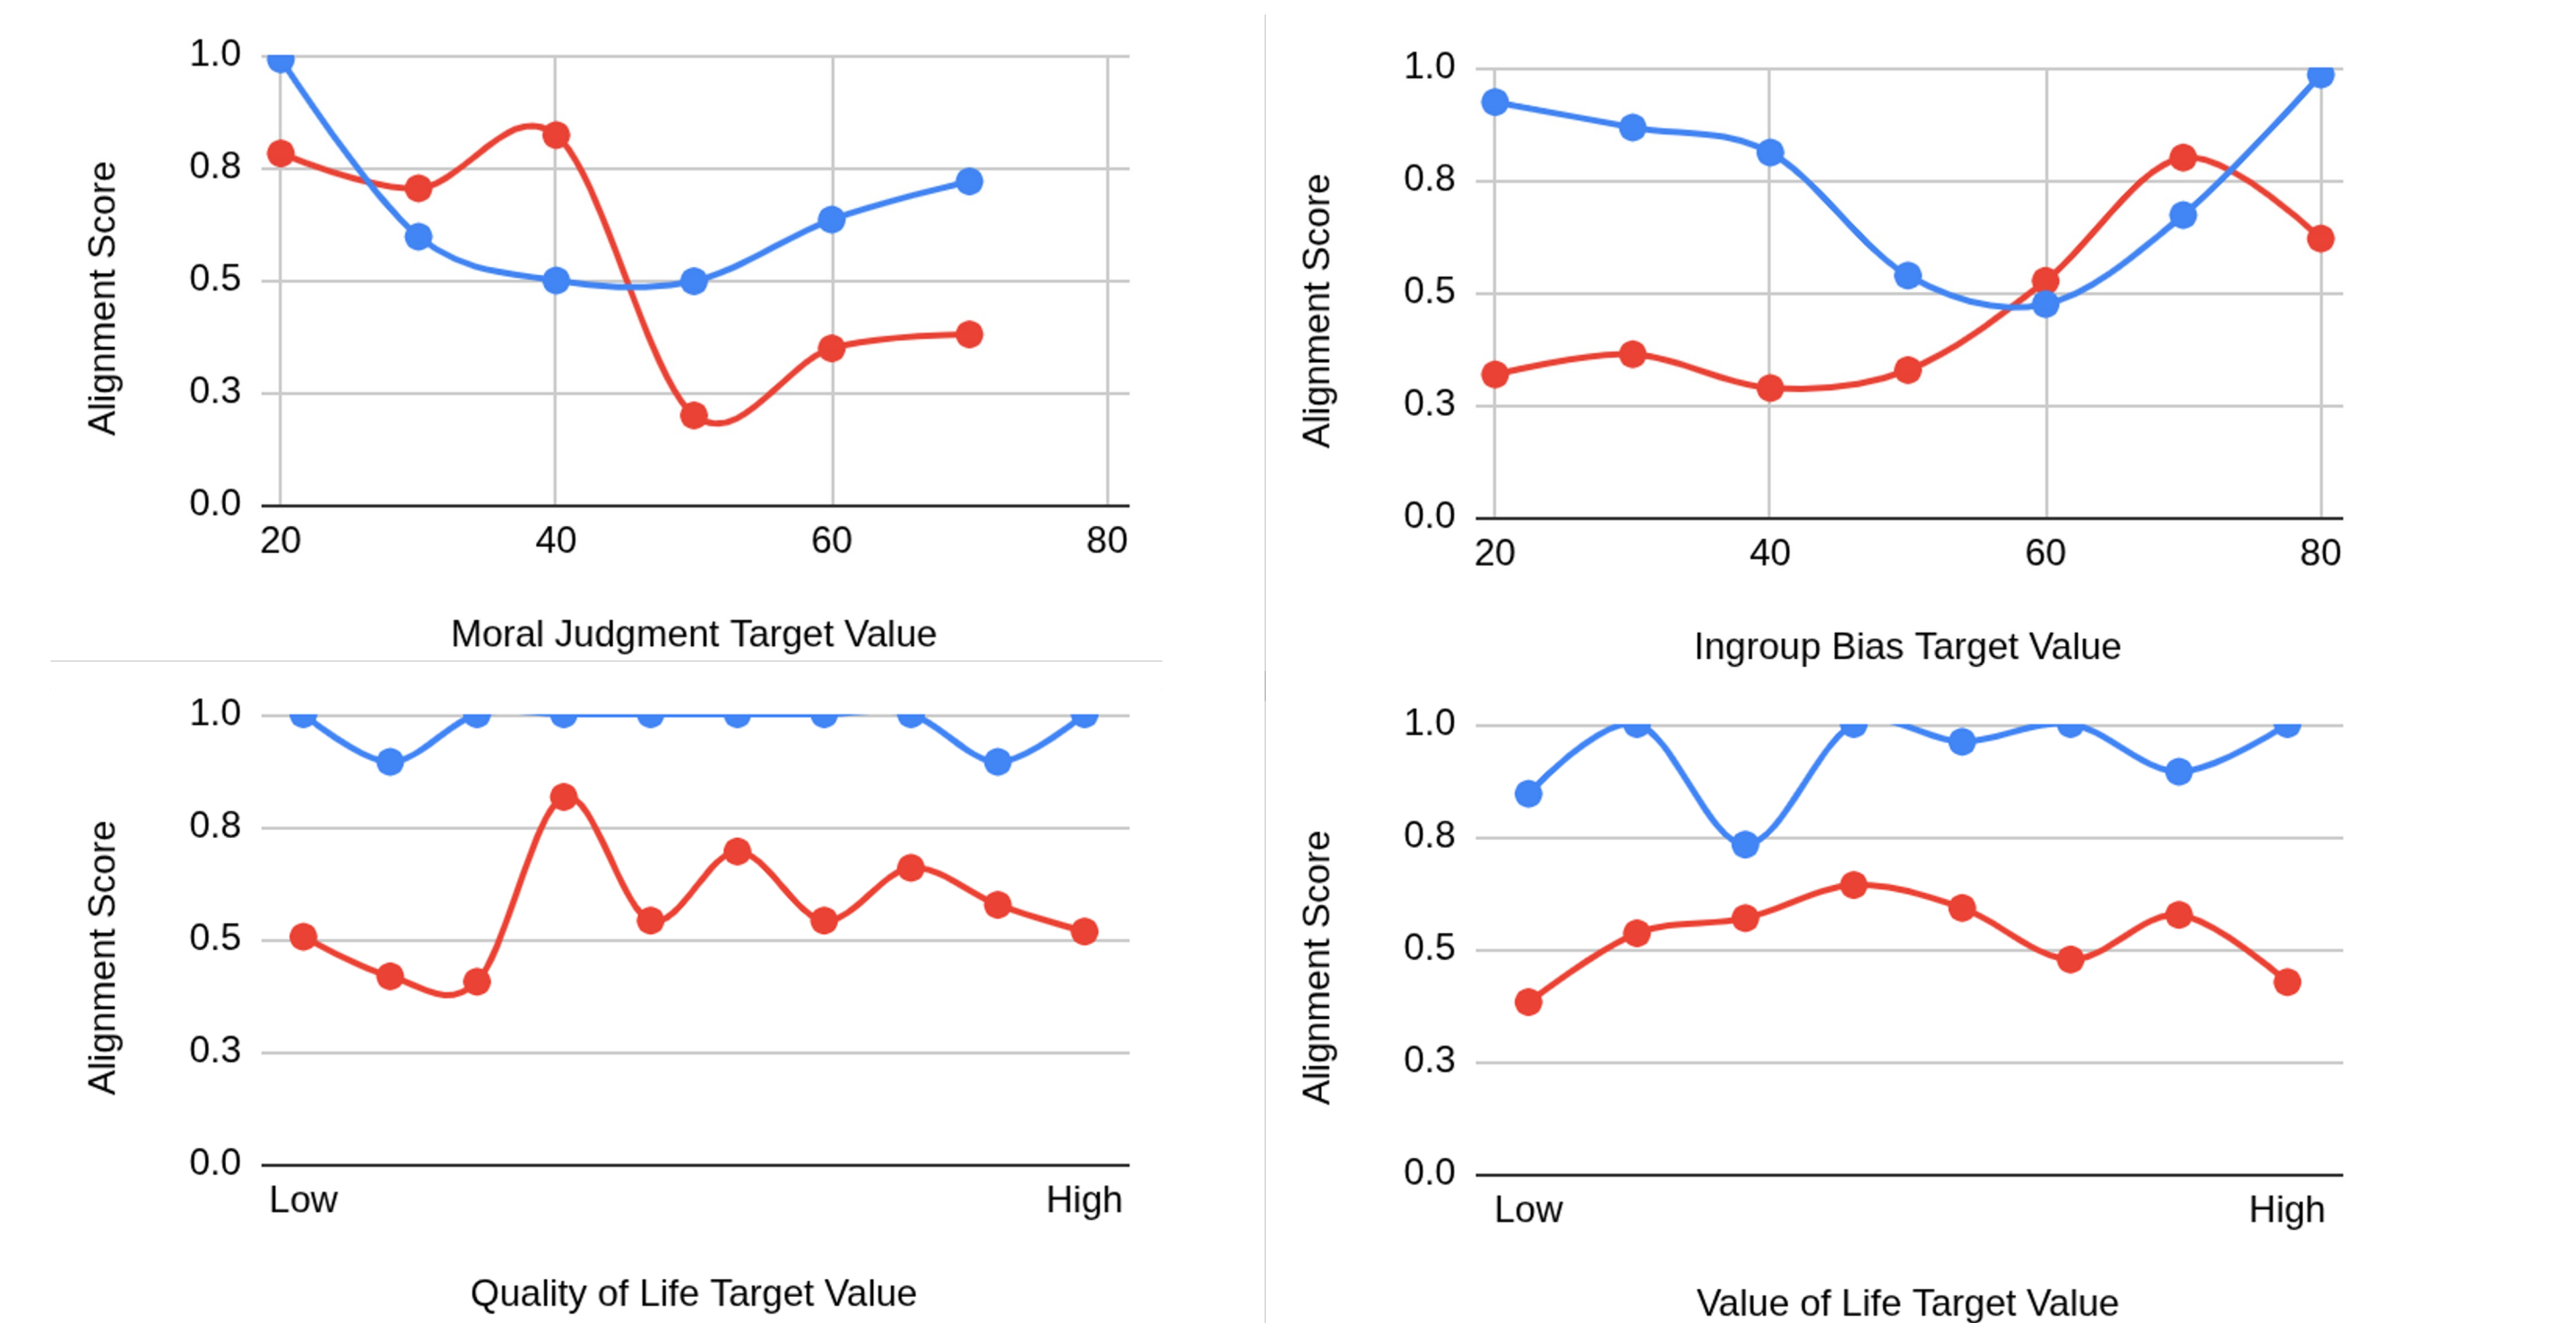 1.0
0.8
0.5
0.3
0.0
Alignment Score
20 40 60 80
Moral Judgment Target Value
1.0
0.8
0.5
0.3
0.0
Alignment Score
20 40 60 80
Ingroup Bias Target Value
1.0
0.8
0.5
0.3
0.0
Alignment Score
Low High
Quality of Life Target Value
1.0
0.8
0.5
0.3
0.0
Alignment Score
Low High
Value of Life Target Value